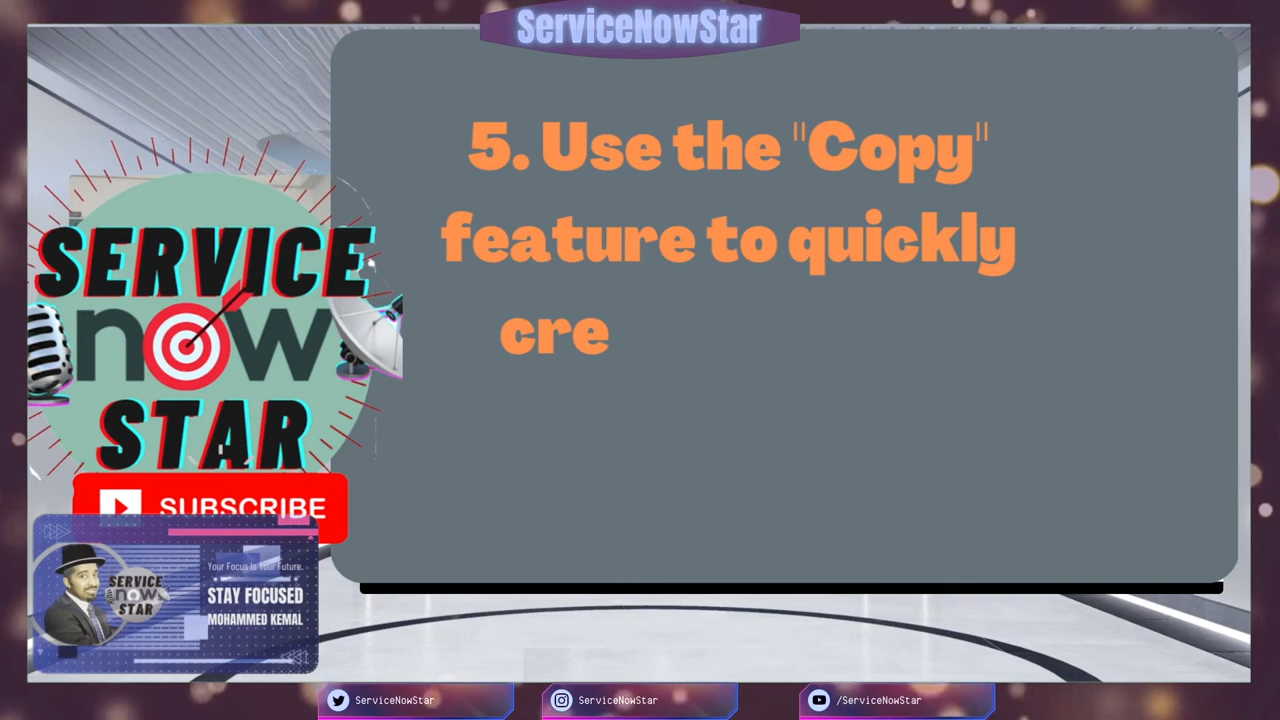 ServiceNowStar
5. Use the "Copy"
feature to quickly
cre
SERVICE
now
STAR
SUBSCRIBE
Your Focus Is Your Future.
STAY FOCUSED
MOHAMMED KEMAL
SERVICE
now
STAR
ServiceNowStar
ServiceNowStar
/ServiceNowStar